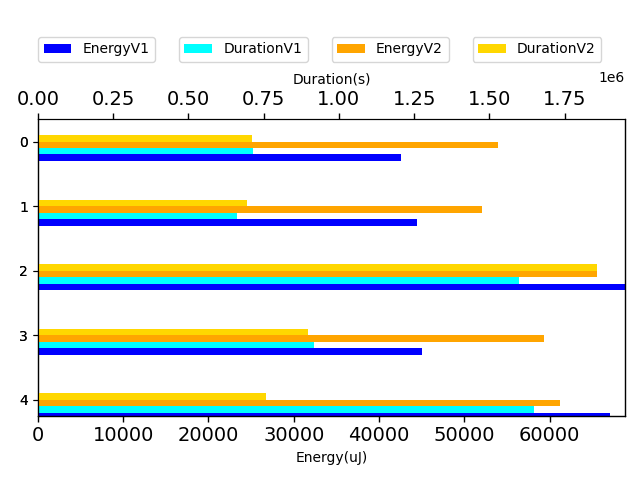 EnergyV1 DurationV1 EnergyV2 DurationV2
Duration(s)
1e6
0.00 0.25 0.50 0.75 1.00 1.25 1.50 1.75
0
1
2
3
4
0 10000 20000 30000 40000 50000 60000
Energy(uJ)